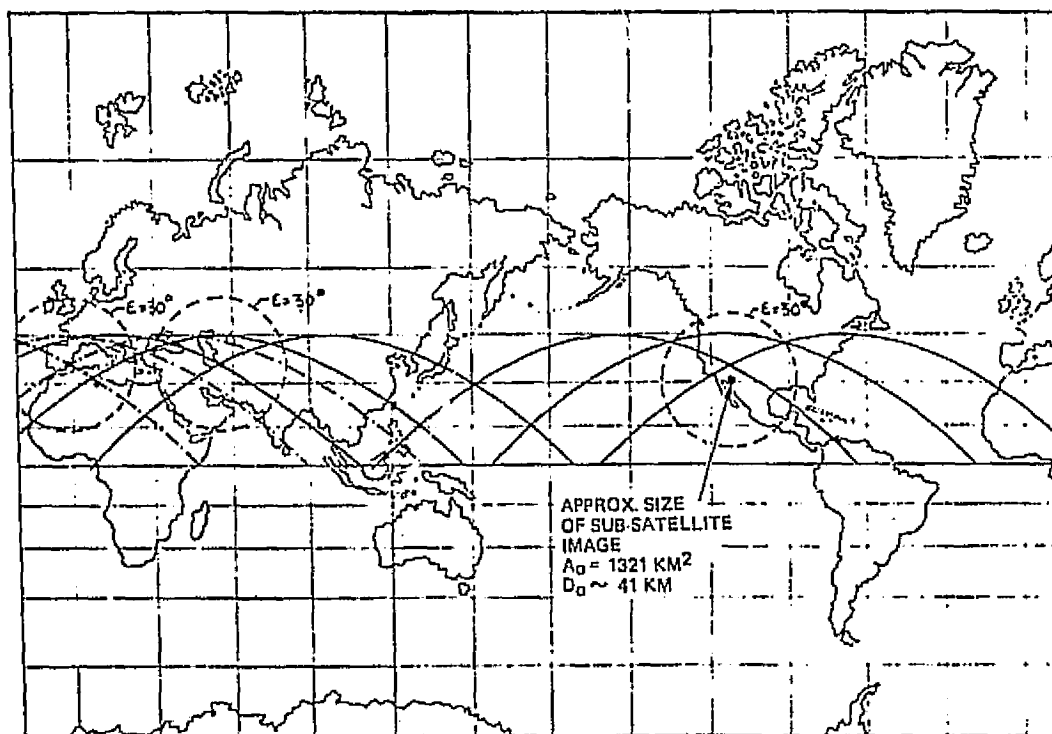 ε=30°
ε=30°
ε=30°
APPROX. SIZE
OF SUB-SATELLITE
IMAGE
A₀ = 1321 KM²
D₀ ~ 41 KM